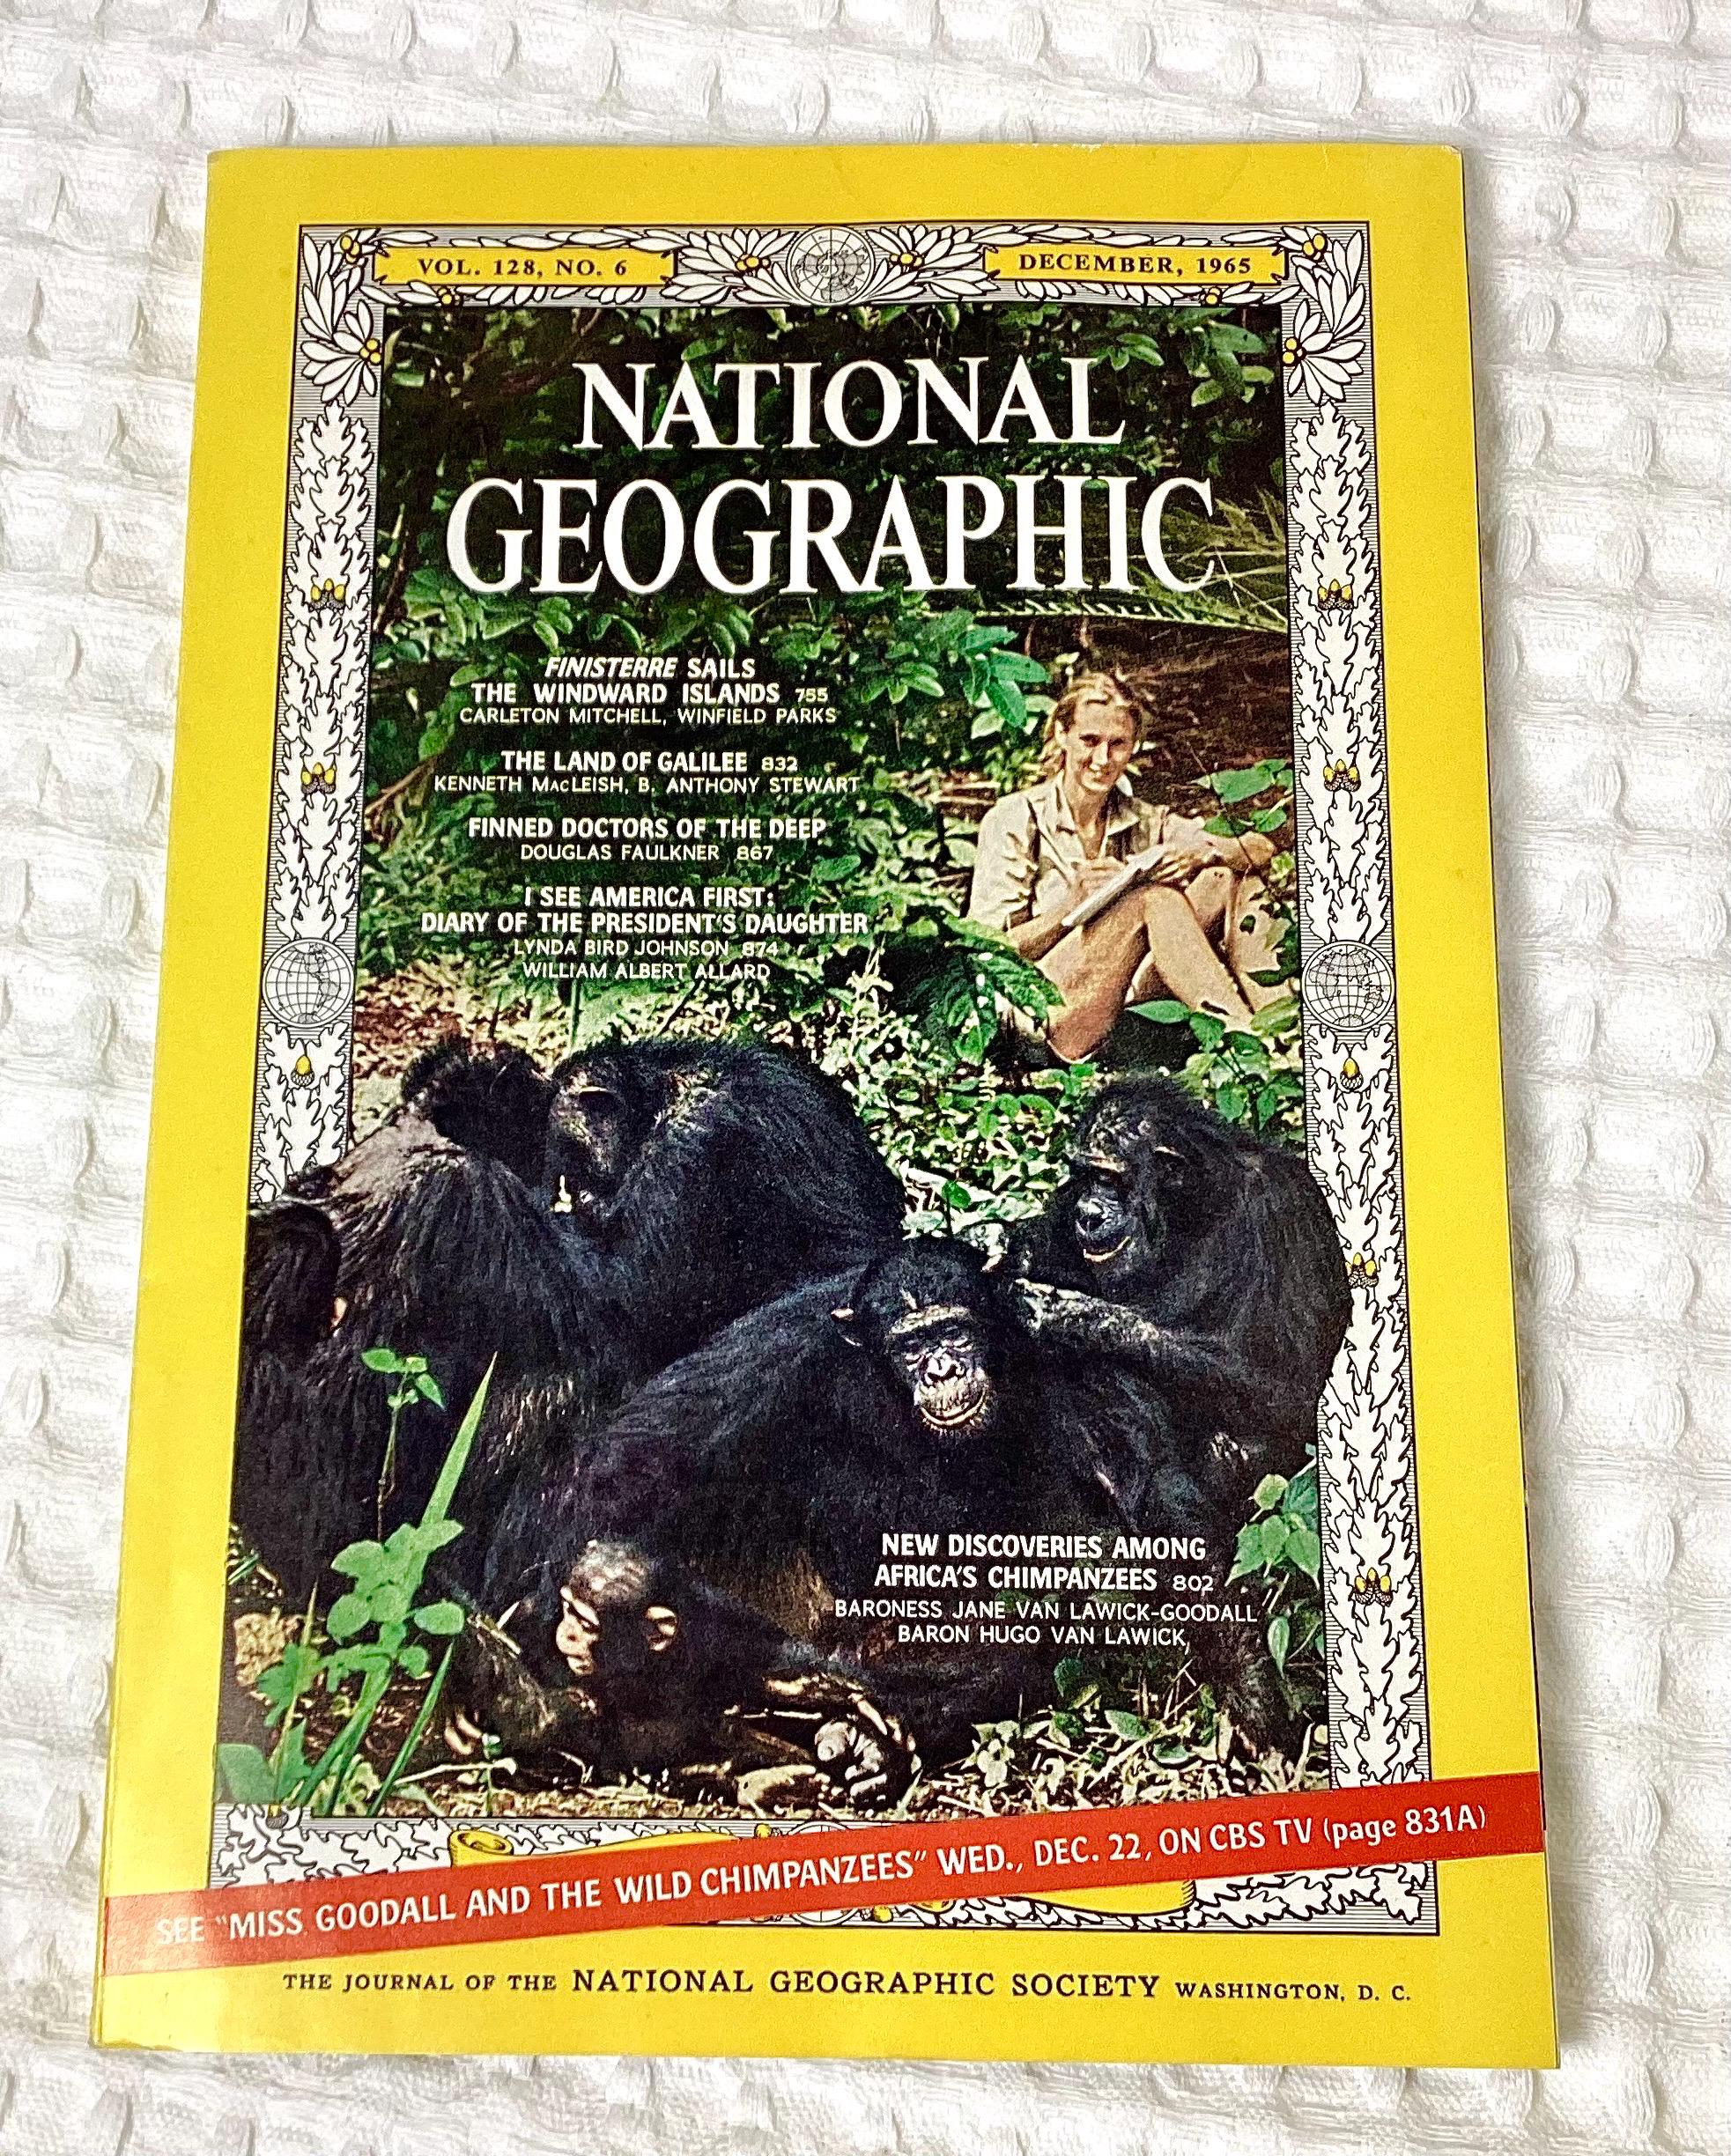 VOL. 128, NO. 6
DECEMBER, 1965
NATIONAL
GEOGRAPHIC
FINISTERRE SAILS
THE WINDWARD ISLANDS 755
CARLETON MITCHELL, WINFIELD PARKS
THE LAND OF GALILEE 832
KENNETH MacLEISH, B. ANTHONY STEWART
FINNED DOCTORS OF THE DEEP
DOUGLAS FAULKNER 867
I SEE AMERICA FIRST:
DIARY OF THE PRESIDENT'S DAUGHTER
LYNDA BIRD JOHNSON 874
WILLIAM ALBERT ALLARD
NEW DISCOVERIES AMONG
AFRICA'S CHIMPANZEES 802
BARONESS JANE VAN LAWICK-GOODALL
BARON HUGO VAN LAWICK
SEE "MISS GOODALL AND THE WILD CHIMPANZEES" WED., DEC. 22, ON CBS TV (page 831A)
THE JOURNAL OF THE NATIONAL GEOGRAPHIC SOCIETY WASHINGTON, D. C.